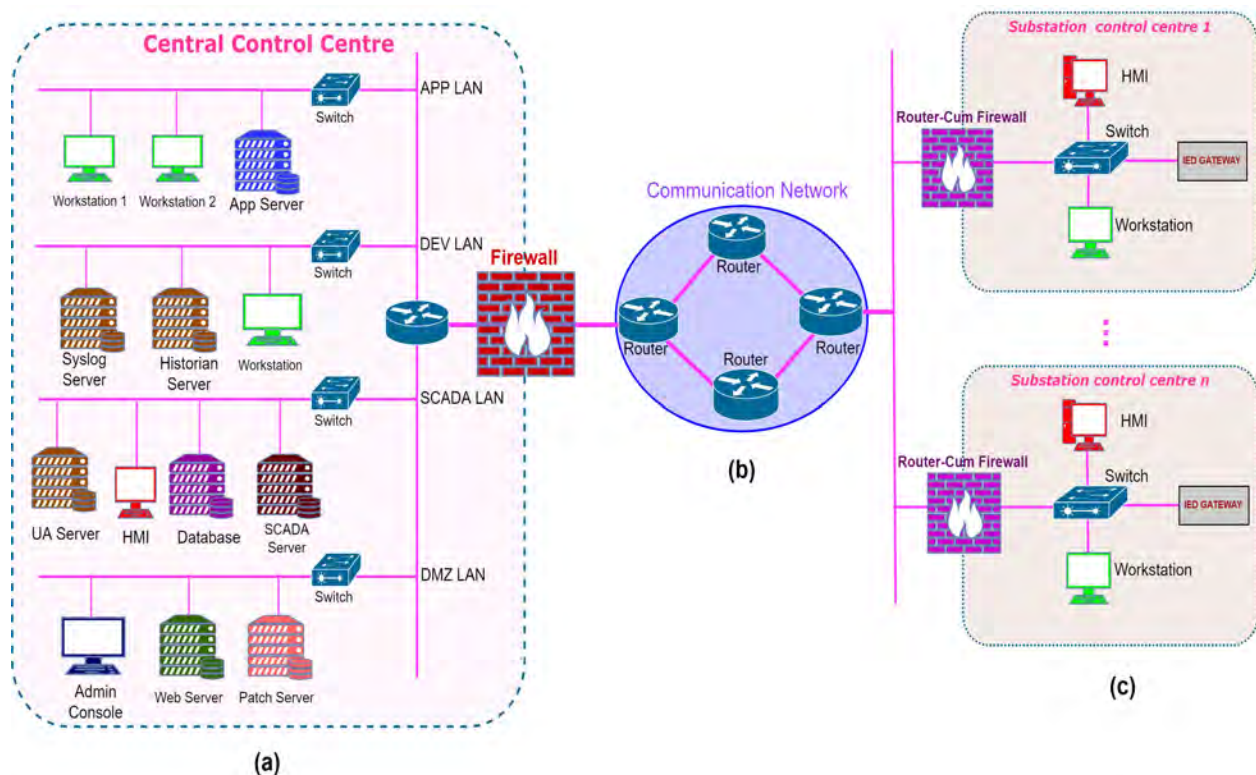 Central Control Centre
APP LAN
Switch
Workstation 1
Workstation 2
App Server
DEV LAN
Switch
Syslog
Server
Historian
Server
Workstation
SCADA LAN
Switch
UA Server
HMI
Database
SCADA
Server
DMZ LAN
Switch
Admin
Console
Web Server
Patch Server
(a)
Firewall
Communication Network
Router
Router
Router
Router
(b)
Substation control centre 1
HMI
Router-Cum Firewall
Switch
IED GATEWAY
Workstation
Substation control centre n
HMI
Router-Cum Firewall
Switch
IED GATEWAY
Workstation
(c)